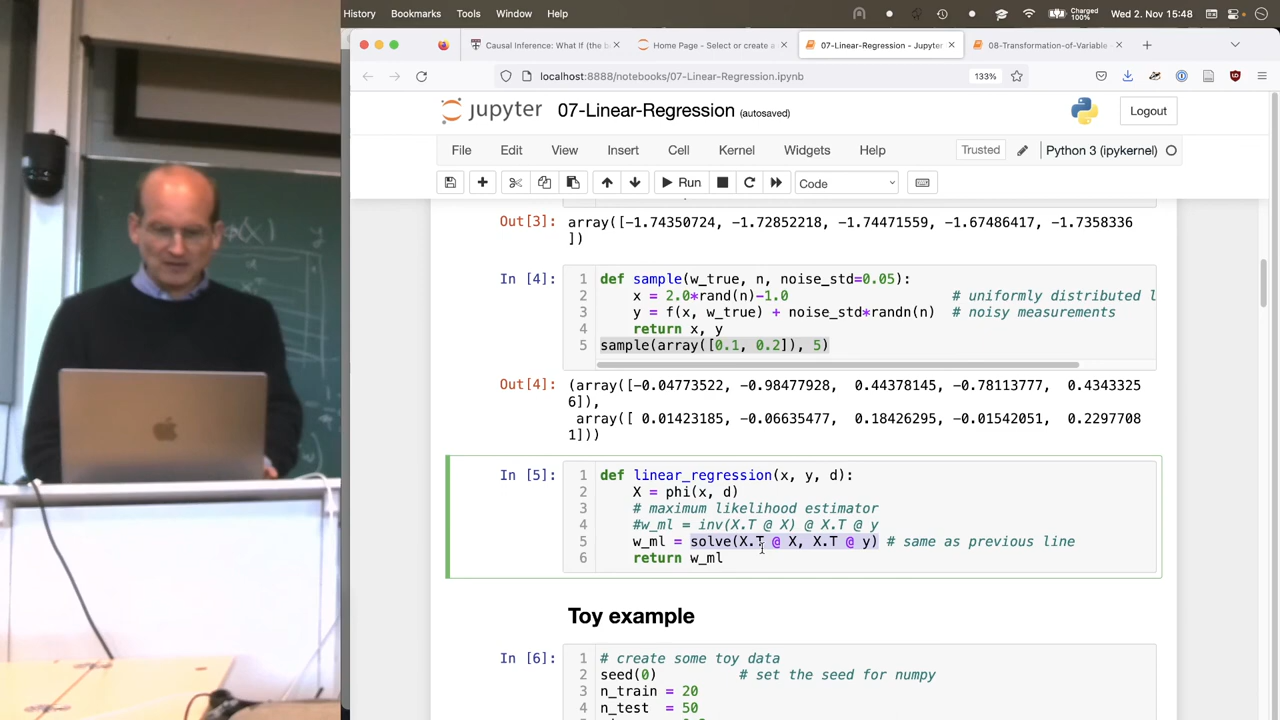 History Bookmarks Tools Window Help Charged 100% Wed 2. Nov 15:48
Causal Inference: What If (the b Home Page - Select or create a 07-Linear-Regression - Jupyter 08-Transformation-of-Variable
localhost:8888/notebooks/07-Linear-Regression.ipynb 133%
jupyter 07-Linear-Regression (autosaved) Logout
File Edit View Insert Cell Kernel Widgets Help Trusted Python 3 (ipykernel)
Run Code
Out[3]: array([-1.74350724, -1.72852218, -1.74471559, -1.67486417, -1.7358336
])
In [4]: 1 def sample(w_true, n, noise_std=0.05):
2 x = 2.0*rand(n)-1.0 # uniformly distributed l
3 y = f(x, w_true) + noise_std*randn(n) # noisy measurements
4 return x, y
5 sample(array([0.1, 0.2]), 5)
Out[4]: (array([-0.04773522, -0.98477928, 0.44378145, -0.78113777, 0.4343325
6]),
array([ 0.01423185, -0.06635477, 0.18426295, -0.01542051, 0.2297708
1]))
In [5]: 1 def linear_regression(x, y, d):
2 X = phi(x, d)
3 # maximum likelihood estimator
4 #w_ml = inv(X.T @ X) @ X.T @ y
5 w_ml = solve(X.T @ X, X.T @ y) # same as previous line
6 return w_ml
Toy example
In [6]: 1 # create some toy data
2 seed(0) # set the seed for numpy
3 n_train = 20
4 n_test = 50